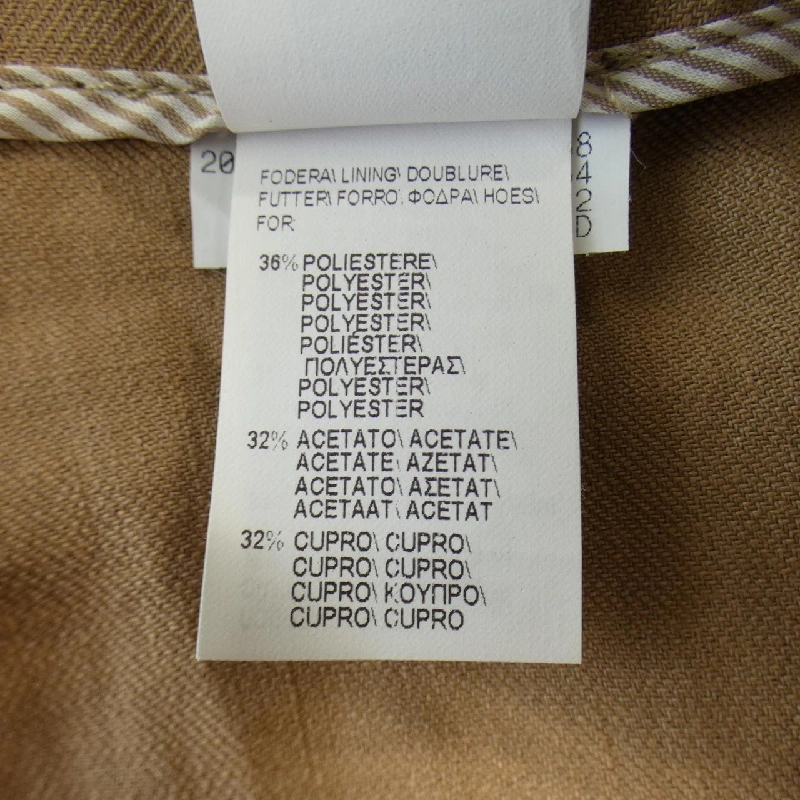 FODERA\ LINING\ DOUBLURE\
FUTTER\ FORRO\ ΦΟΔΡΑ\ HOES\
FOR:
36% POLIESTERE\
POLYESTER\
POLYESTER\
POLYESTER\
POLIÉSTER\
ΠΟΛΥΕΣΤΕΡΑΣ\
POLYESTER\
POLYESTER
32% ACETATO\ ACETATE\
ACETATE\ AZETAT\
ACETATO\ ΑΣΕΤΑΤ\
ACETAAT\ ACETAT
32% CUPRO\ CUPRO\
CUPRO\ CUPRO\
CUPRO\ ΚΟΥΠΡΟ\
CUPRO\ CUPRO
20
8
4
2
D